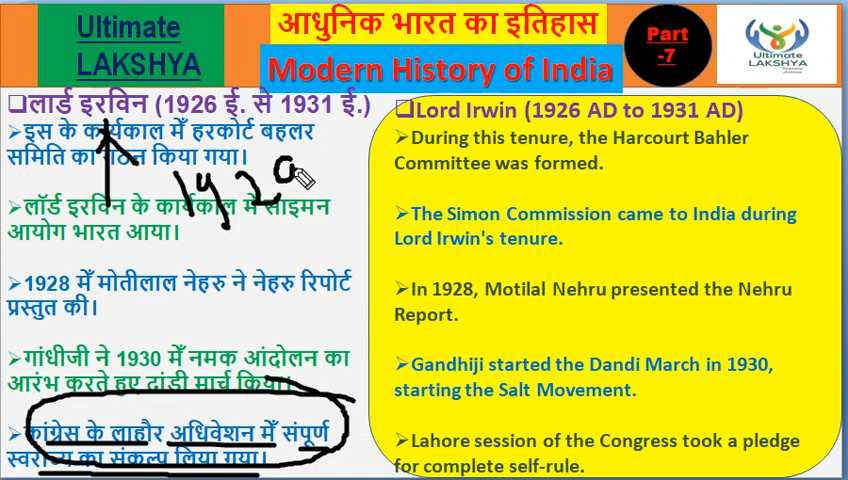 Ultimate
LAKSHYA
आधुनिक भारत का इतिहास
Modern History of India
Part
-7
Ultimate
LAKSHYA
❑लार्ड इरविन (1926 ई. से 1931 ई.)
➢इस के कार्यकाल मेँ हरकोर्ट बहलर
समिति का गठन किया गया।
➢लॉर्ड इरविन के कार्यकाल मेँ साइमन
आयोग भारत आया।
➢1928 मेँ मोतीलाल नेहरु ने नेहरु रिपोर्ट
प्रस्तुत की।
➢गांधीजी ने 1930 मेँ नमक आंदोलन का
आरंभ करते हुए दांडी मार्च किया।
➢कांग्रेस के लाहौर अधिवेशन मेँ संपूर्ण
स्वराज्य का संकल्प लिया गया।
1929
❑Lord Irwin (1926 AD to 1931 AD)
➢During this tenure, the Harcourt Bahler
Committee was formed.
➢The Simon Commission came to India during
Lord Irwin's tenure.
➢In 1928, Motilal Nehru presented the Nehru
Report.
➢Gandhiji started the Dandi March in 1930,
starting the Salt Movement.
➢Lahore session of the Congress took a pledge
for complete self-rule.